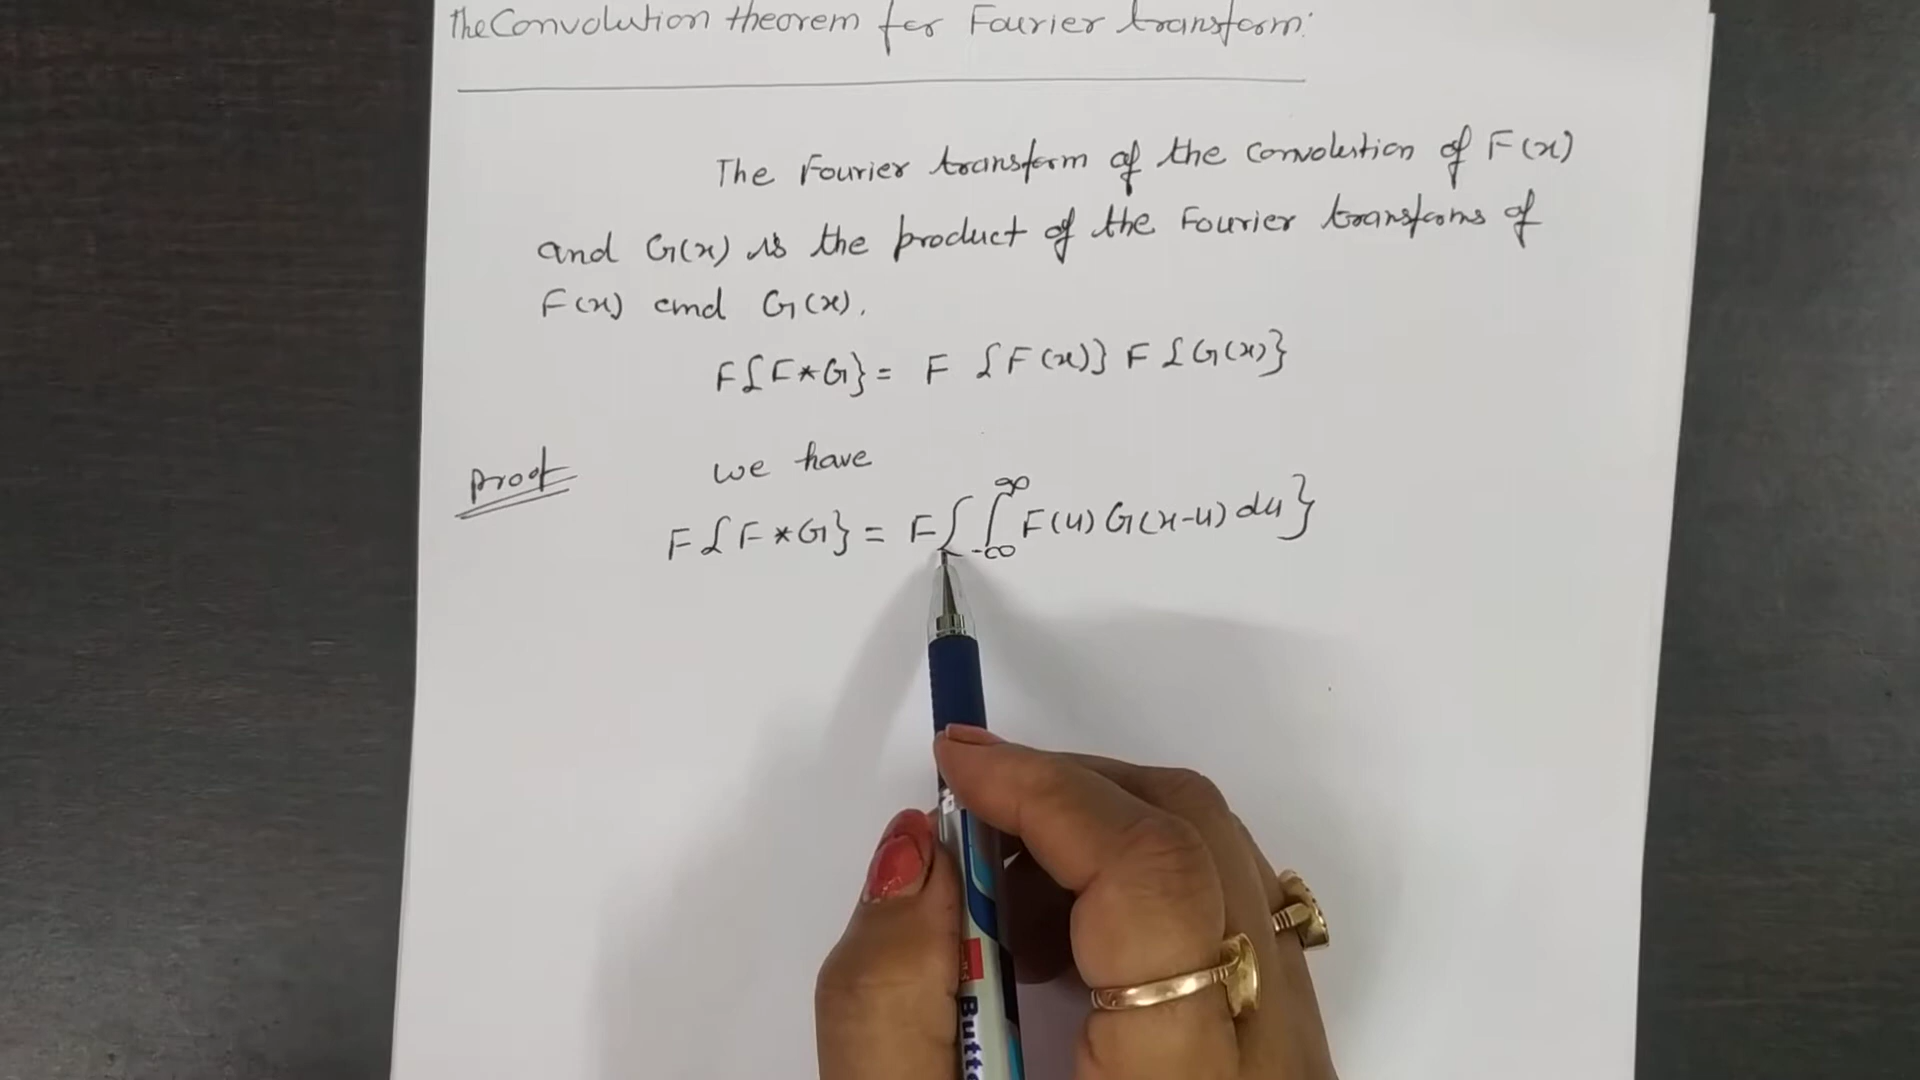 The Convolution theorem for Fourier transform:
The Fourier transform of the convolution of F(x)
and G(x) is the product of the Fourier transforms of
F(x) and G(x).
F{F*G} = F {F(x)} F {G(x)}
Proof
we have
F{F*G} = F{∫_{-∞}^{∞} F(u) G(x-u) du}
Butt